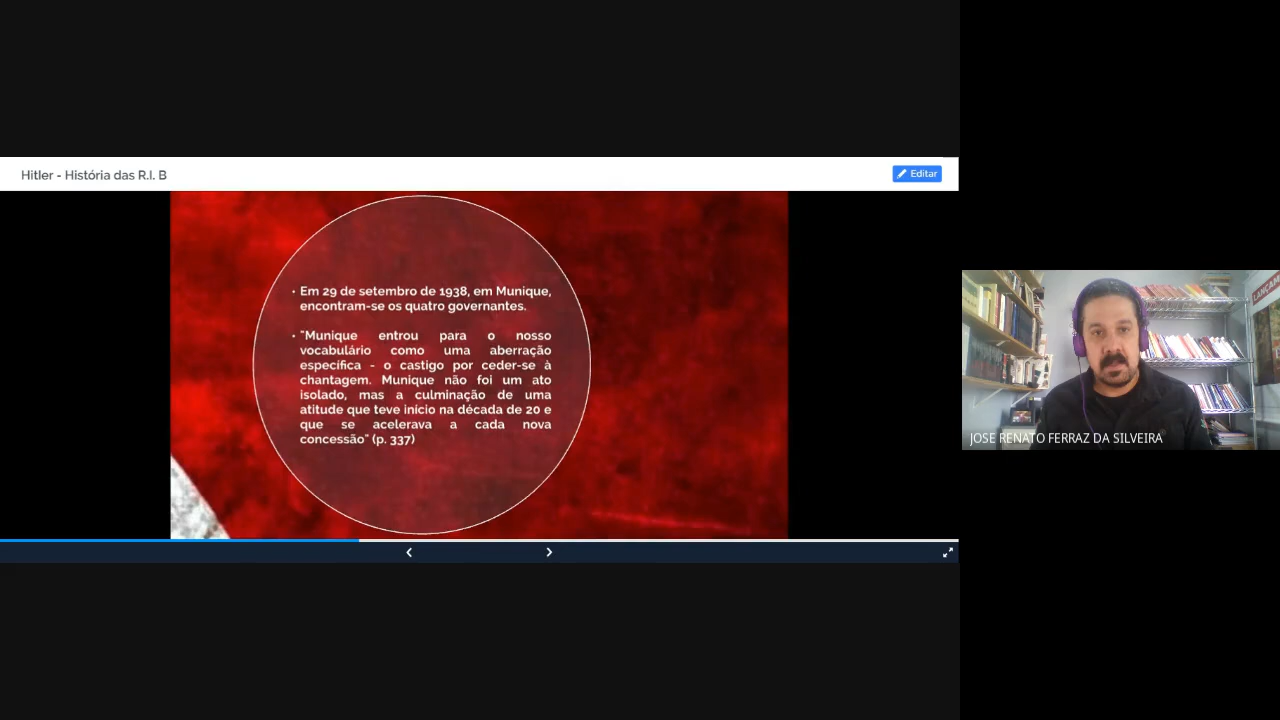 Hitler - História das R.I. B
Editar
• Em 29 de setembro de 1938, em Munique,
encontram-se os quatro governantes.
• "Munique entrou para o nosso
vocabulário como uma aberração
específica - o castigo por ceder-se à
chantagem. Munique não foi um ato
isolado, mas a culminação de uma
atitude que teve início na década de 20 e
que se acelerava a cada nova
concessão" (p. 337)
JOSE RENATO FERRAZ DA SILVEIRA